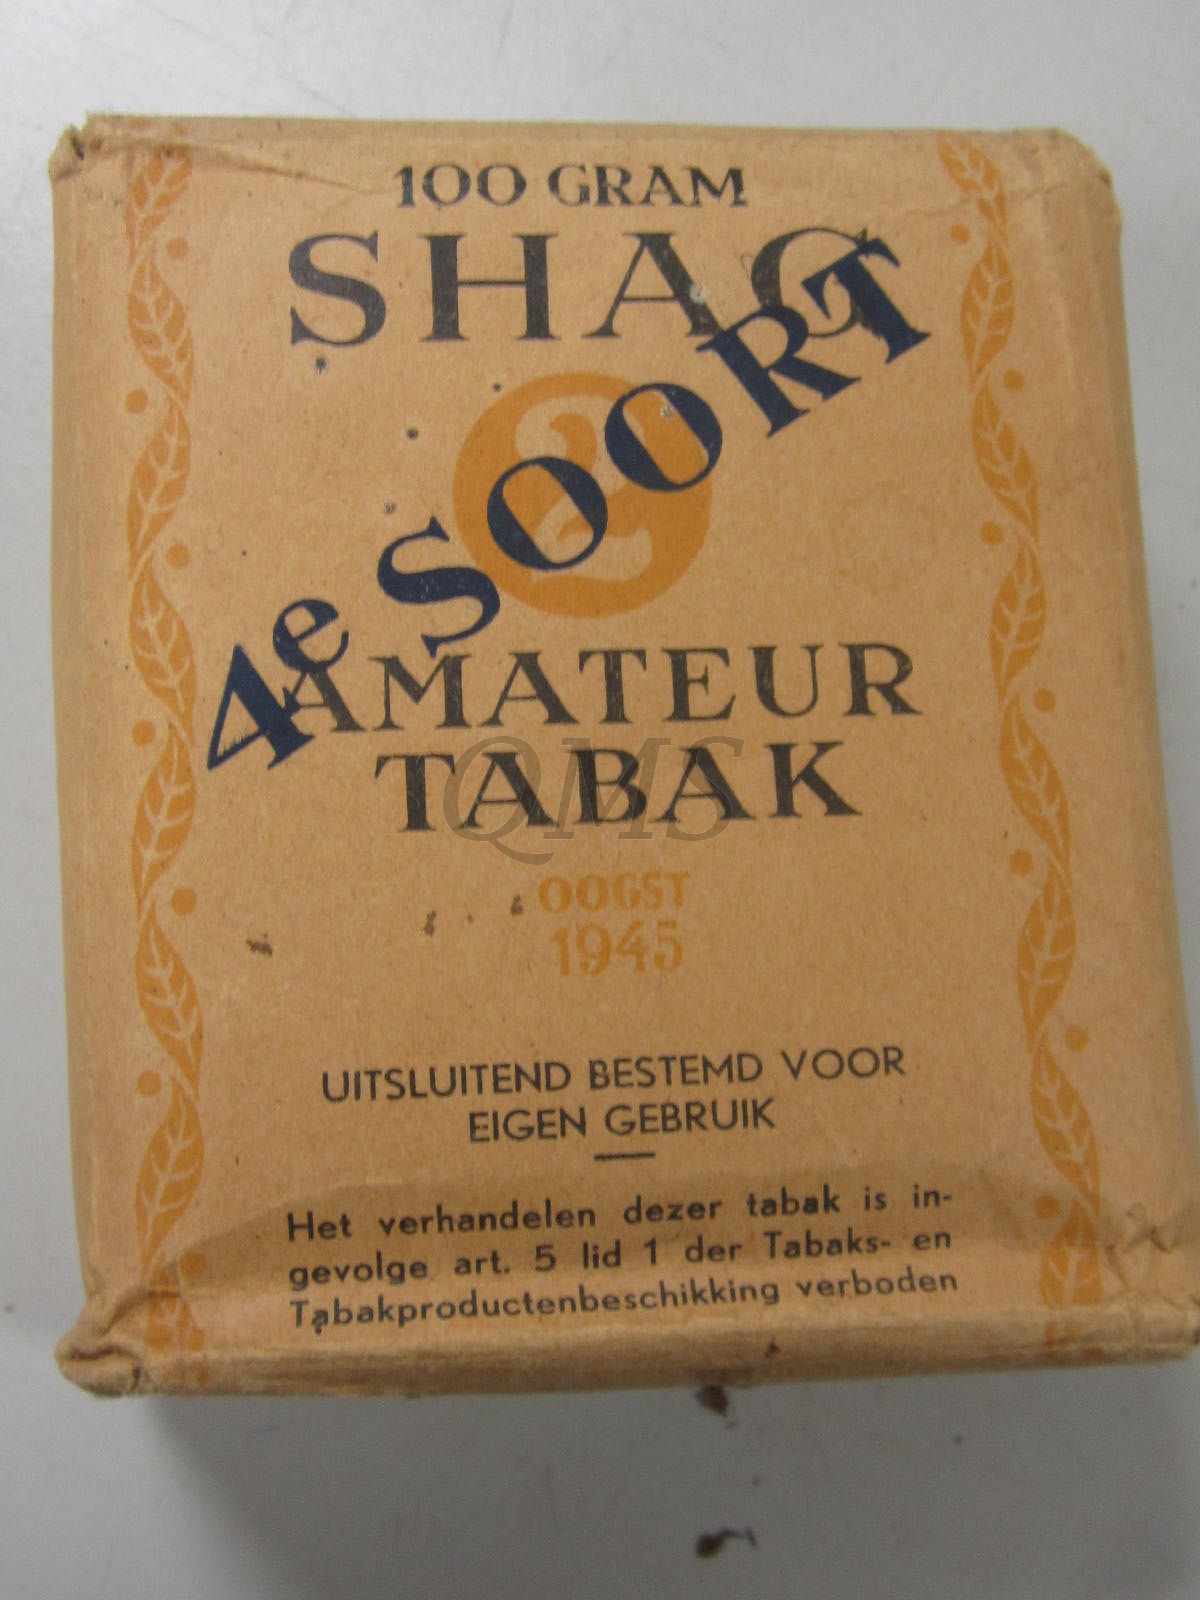 100 GRAM
SHAG
4e SOORT
AMATEUR
TABAK
QMS
OOGST
1945
UITSLUITEND BESTEMD VOOR
EIGEN GEBRUIK
Het verhandelen dezer tabak is in-
gevolge art. 5 lid 1 der Tabaks- en
Tabakproductenbeschikking verboden